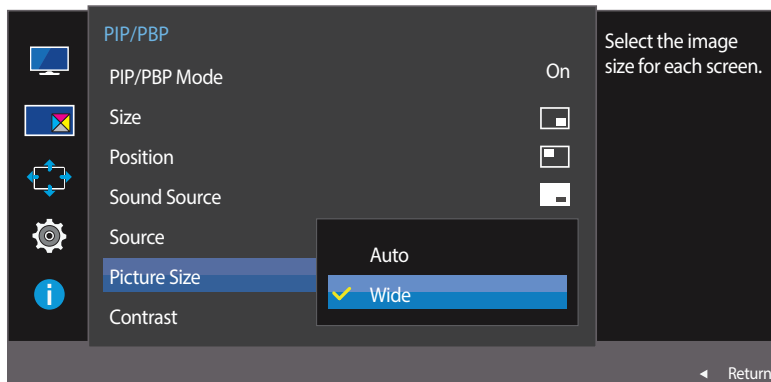 PIP/PBP
PIP/PBP Mode
On
Size
Position
Sound Source
Source
Picture Size
Contrast
Auto
Wide
Select the image
size for each screen.
Return